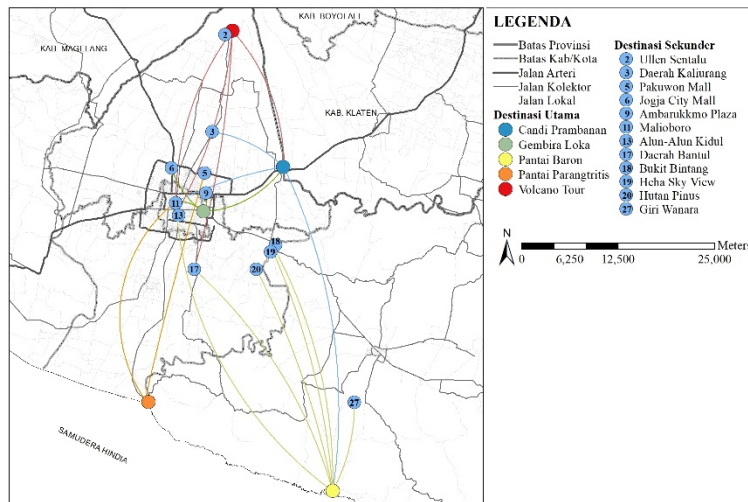 KAB. BOYOLALI
KAB. MAGELANG
KAB. KLATEN
SAMUDERA HINDIA
2
3
6
5
9
11
13
18
19
17
20
27
LEGENDA
Batas Provinsi
Batas Kab/Kota
Jalan Arteri
Jalan Kolektor
Jalan Lokal
Destinasi Utama
Candi Prambanan
Gembira Loka
Pantai Baron
Pantai Parangtritis
Volcano Tour
Destinasi Sekunder
2 Ullen Sentalu
3 Daerah Kaliurang
5 Pakuwon Mall
6 Jogja City Mall
9 Ambarukkmo Plaza
11 Malioboro
13 Alun-Alun Kidul
17 Daerah Bantul
18 Bukit Bintang
19 Heha Sky View
20 Hutan Pinus
27 Giri Wanara
N
Meters
0 6,250 12,500 25,000